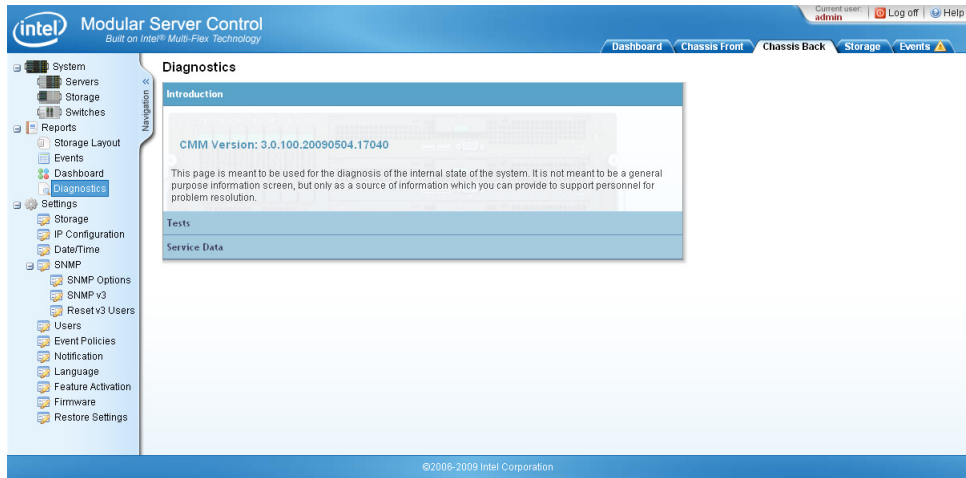 intel
Modular Server Control
Built on Intel® Multi-Flex Technology
Current user:
admin
Log off
Help
Dashboard
Chassis Front
Chassis Back
Storage
Events
System
Servers
Storage
Switches
Reports
Storage Layout
Events
Dashboard
Diagnostics
Settings
Storage
IP Configuration
Date/Time
SNMP
SNMP Options
SNMP v3
Reset v3 Users
Users
Event Policies
Notification
Language
Feature Activation
Firmware
Restore Settings
«
Navigation
Diagnostics
Introduction
CMM Version: 3.0.100.20090504.17040
This page is meant to be used for the diagnosis of the internal state of the system. It is not meant to be a general
purpose information screen, but only as a source of information which you can provide to support personnel for
problem resolution.
Tests
Service Data
©2006-2009 Intel Corporation